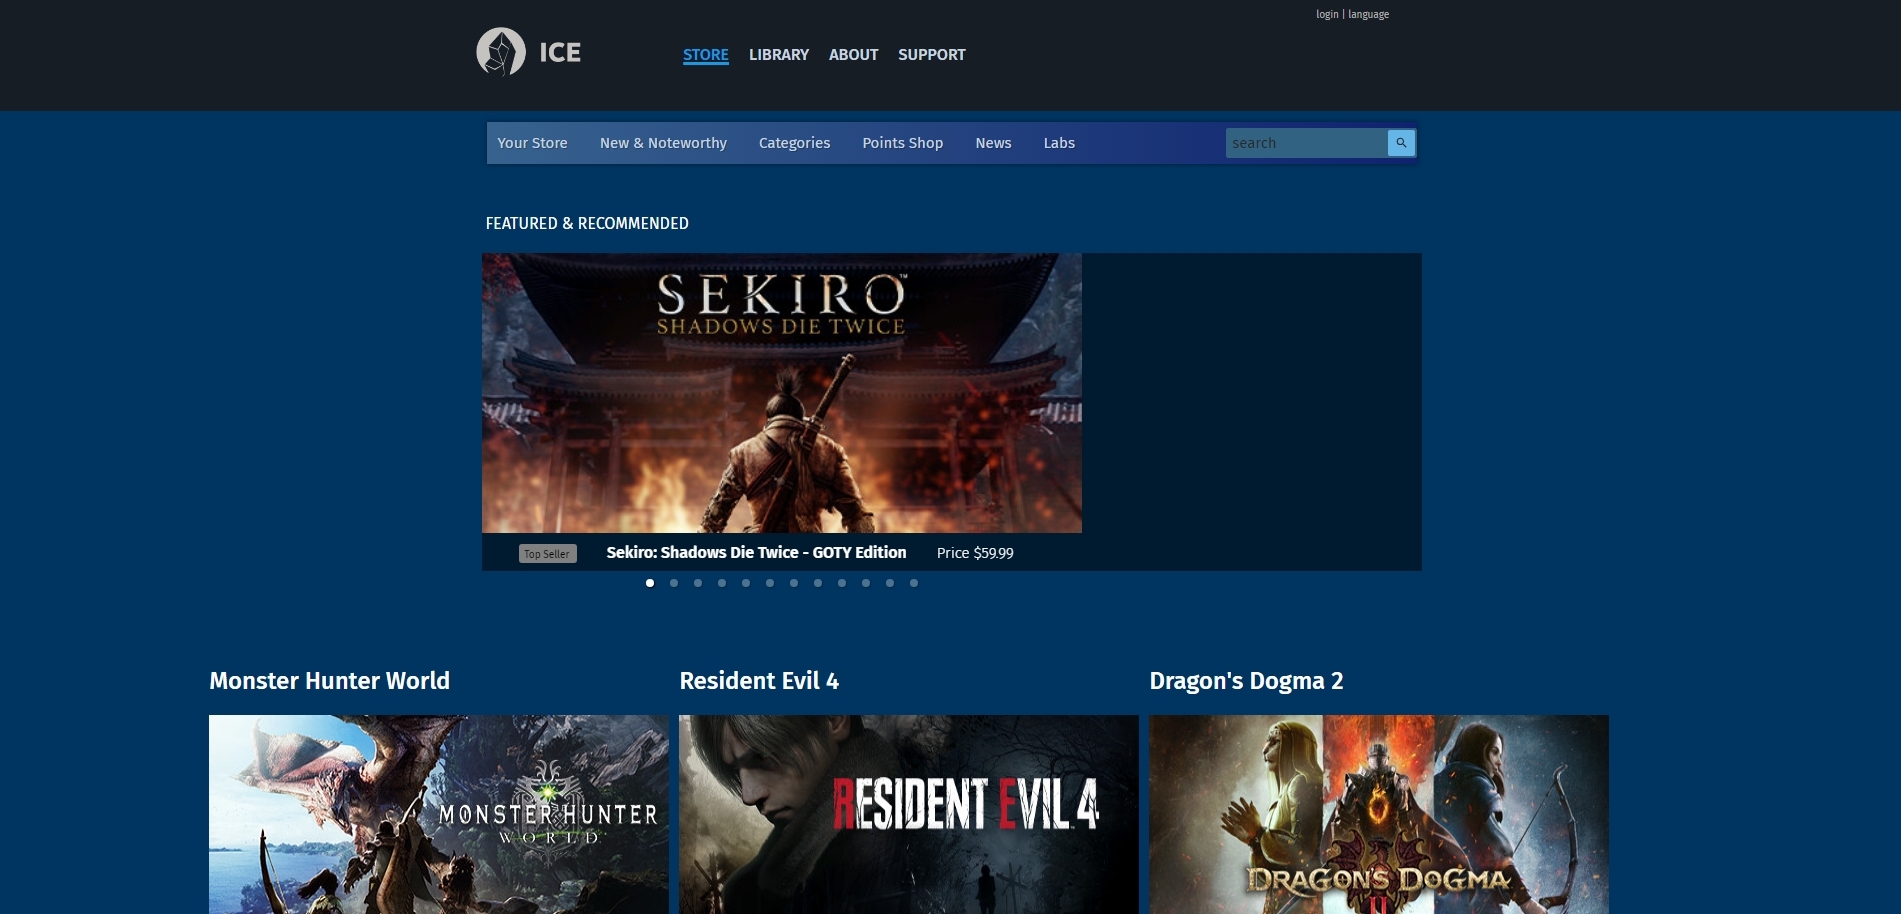 login | language
ICE
STORE LIBRARY ABOUT SUPPORT
Your Store New & Noteworthy Categories Points Shop News Labs search
FEATURED & RECOMMENDED
SEKIRO™
SHADOWS DIE TWICE
Top Seller Sekiro: Shadows Die Twice - GOTY Edition Price $59.99
Monster Hunter World Resident Evil 4 Dragon's Dogma 2
MONSTER HUNTER
WORLD
RESIDENT EVIL 4
DRAGON'S DOGMA
II